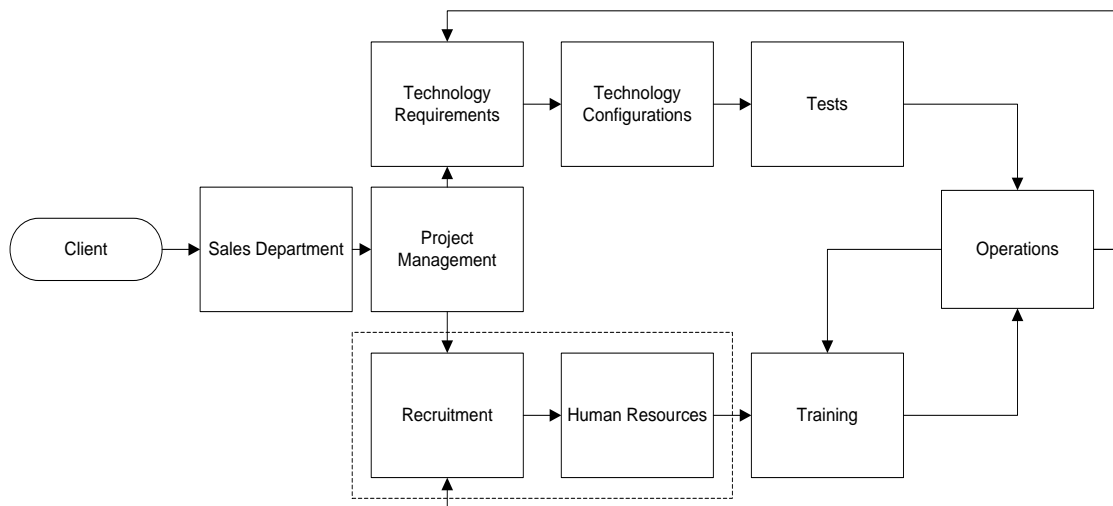 Technology
Requirements
Technology
Configurations
Tests
Client
Sales Department
Project
Management
Operations
Recruitment
Human Resources
Training